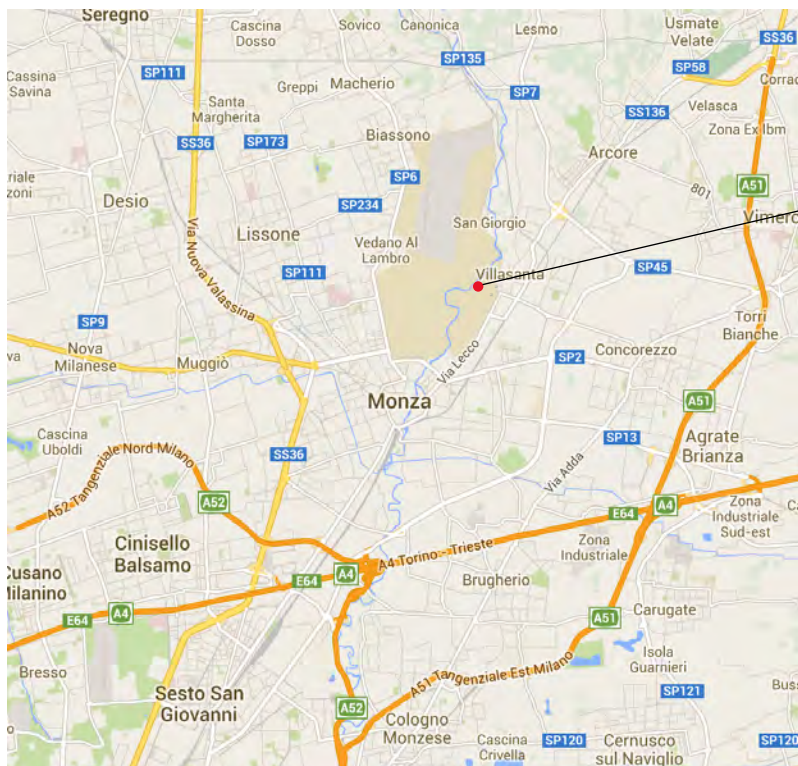 Seregno
Sovico
Canonica
Lesmo
Usmate
Velate
Cascina
Dosso
SP135
SS36
SP111
Cassina
Savina
Greppi
Macherio
SP7
SP58
Corrad
Santa
Margherita
Velasca
SS136
SS36
SP173
Biassono
Zona Ex Ibm
Arcore
SP6
801
A51
Desio
SP234
Vimerc
San Giorgio
Lissone
Vedano Al
Lambro
Via Nuova Valassina
SP111
Villasanta
SP45
SP9
Torri
Bianche
Nova
Milanese
Muggiò
Via Lecco
SP2
Concorezzo
Monza
A51
Cascina
Uboldi
SS36
SP13
Agrate
Brianza
A52 Tangenziale Nord Milano
Via Adda
A52
A4
E64
Zona
Industriale
Sud-est
Cinisello
Balsamo
A4 Torino - Trieste
Zona
Industriale
Cusano
Milanino
A4
E64
Brugherio
E64
A4
Carugate
A51
Bresso
Isola
Guarnieri
Sesto San
Giovanni
A51 Tangenziale Est Milano
SP121
A52
Cologno
Monzese
Cascina
Crivella
SP120
Cernusco
sul Naviglio
SP120